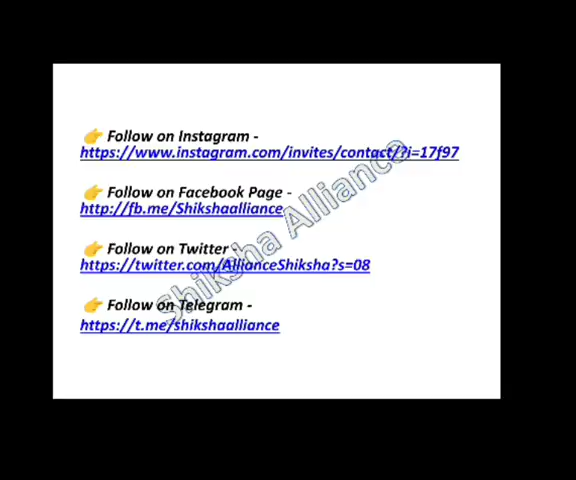 👉 Follow on Instagram -
https://www.instagram.com/invites/contact/?i=17f97
👉 Follow on Facebook Page -
http://fb.me/Shikshaalliance
👉 Follow on Twitter -
https://twitter.com/AllianceShiksha?s=08
👉 Follow on Telegram -
https://t.me/shikshaalliance
Shiksha Alliance